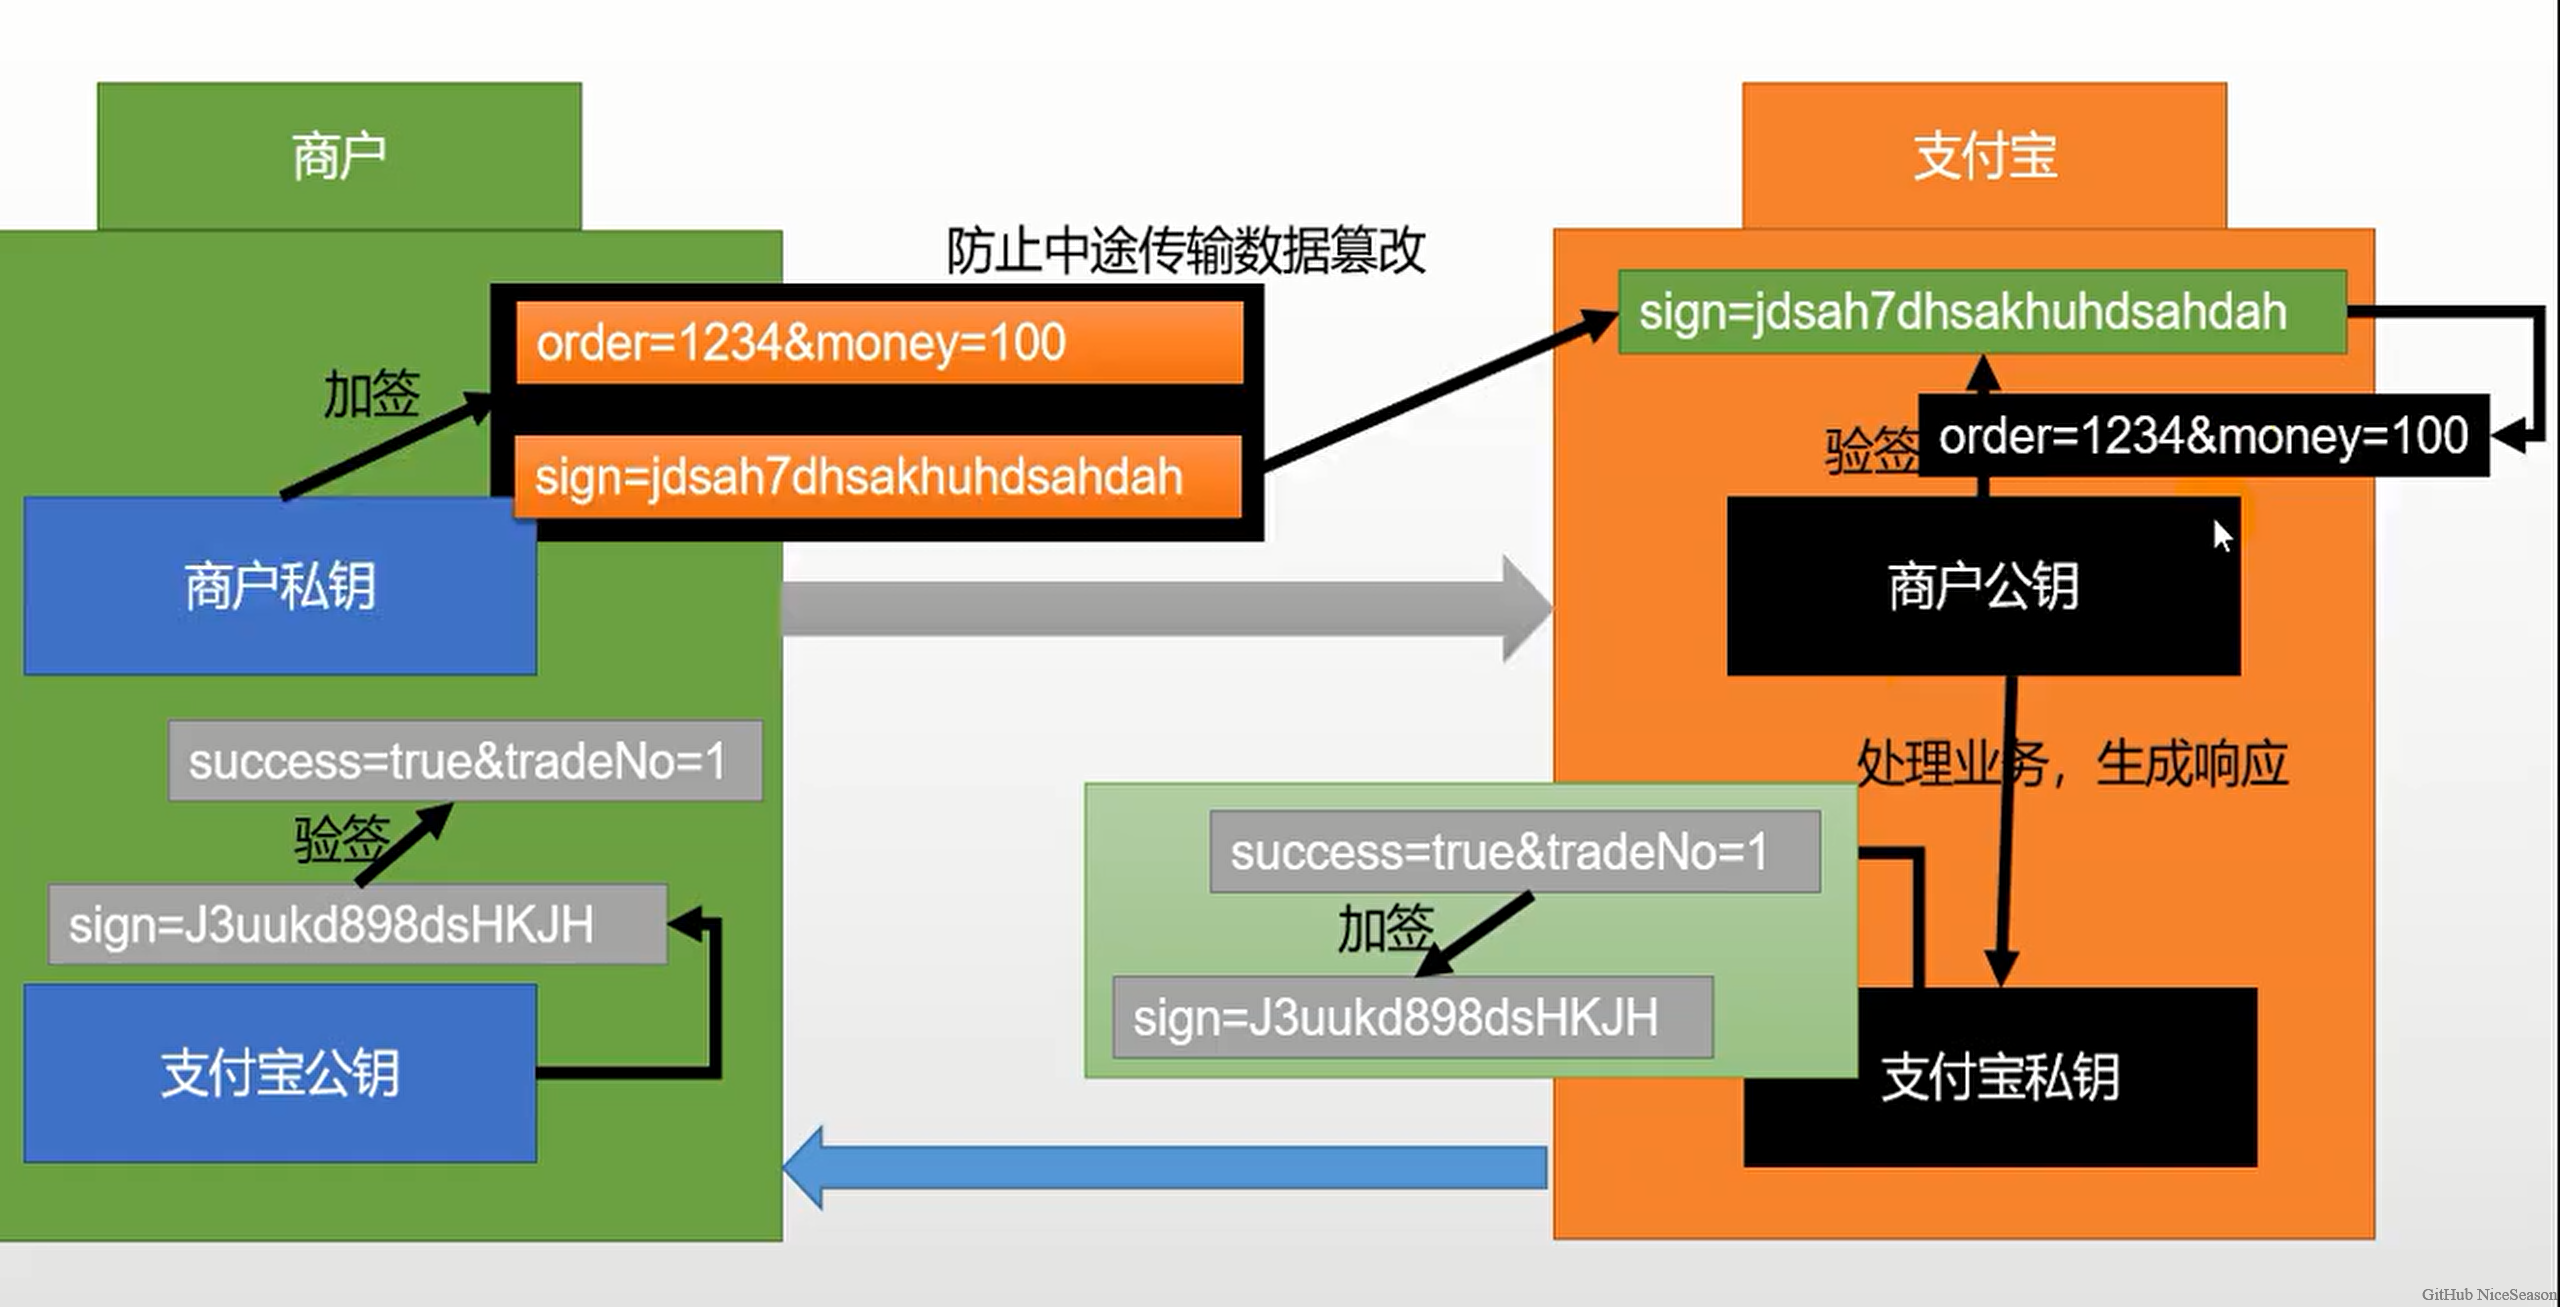 商户
支付宝
防止中途传输数据篡改
order=1234&money=100
sign=jdsah7dhsakhuhdsahdah
加签
商户私钥
sign=jdsah7dhsakhuhdsahdah
验签
order=1234&money=100
商户公钥
处理业务，生成响应
success=true&tradeNo=1
加签
sign=J3uukd898dsHKJH
支付宝私钥
success=true&tradeNo=1
验签
sign=J3uukd898dsHKJH
支付宝公钥
GitHub NiceSeason